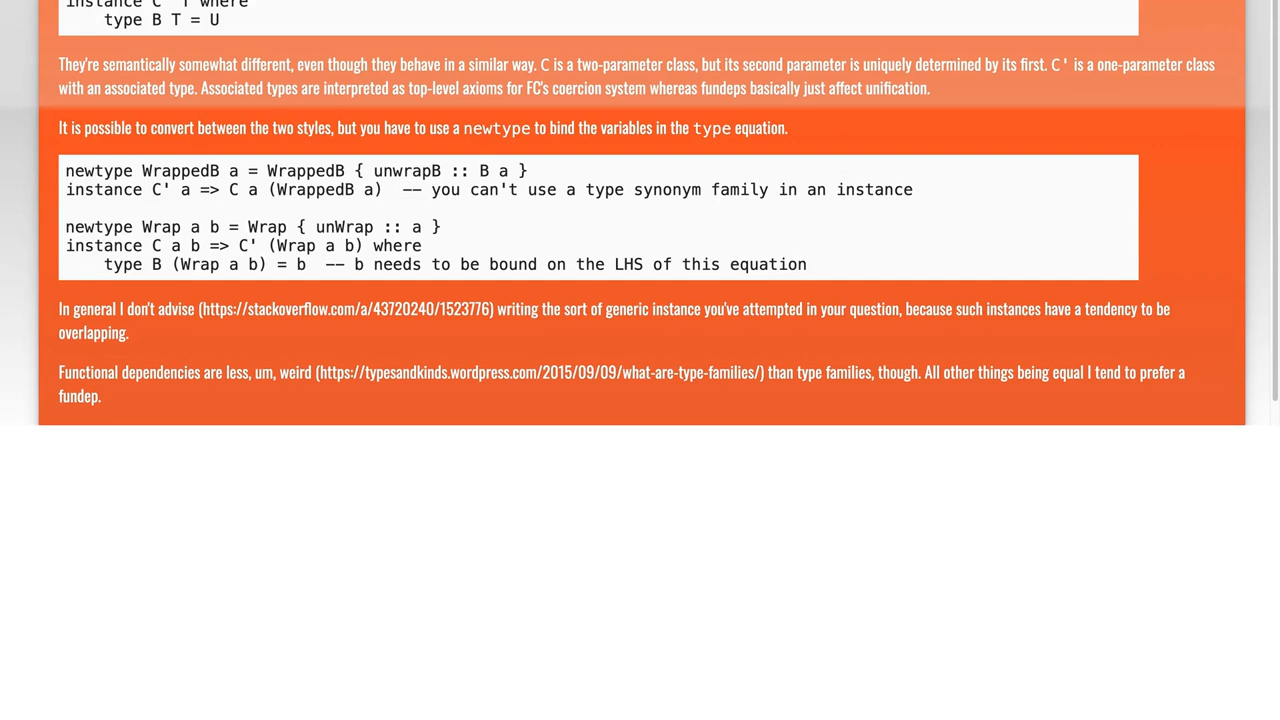 instance C' T where
    type B T = U
They're semantically somewhat different, even though they behave in a similar way. C is a two-parameter class, but its second parameter is uniquely determined by its first. C' is a one-parameter class
with an associated type. Associated types are interpreted as top-level axioms for FC's coercion system whereas fundeps basically just affect unification.
It is possible to convert between the two styles, but you have to use a newtype to bind the variables in the type equation.
newtype WrappedB a = WrappedB { unwrapB :: B a }
instance C' a => C a (WrappedB a)  -- you can't use a type synonym family in an instance
newtype Wrap a b = Wrap { unWrap :: a }
instance C a b => C' (Wrap a b) where
    type B (Wrap a b) = b  -- b needs to be bound on the LHS of this equation
In general I don't advise (https://stackoverflow.com/a/43720240/1523776) writing the sort of generic instance you've attempted in your question, because such instances have a tendency to be
overlapping.
Functional dependencies are less, um, weird (https://typesandkinds.wordpress.com/2015/09/09/what-are-type-families/) than type families, though. All other things being equal I tend to prefer a
fundep.